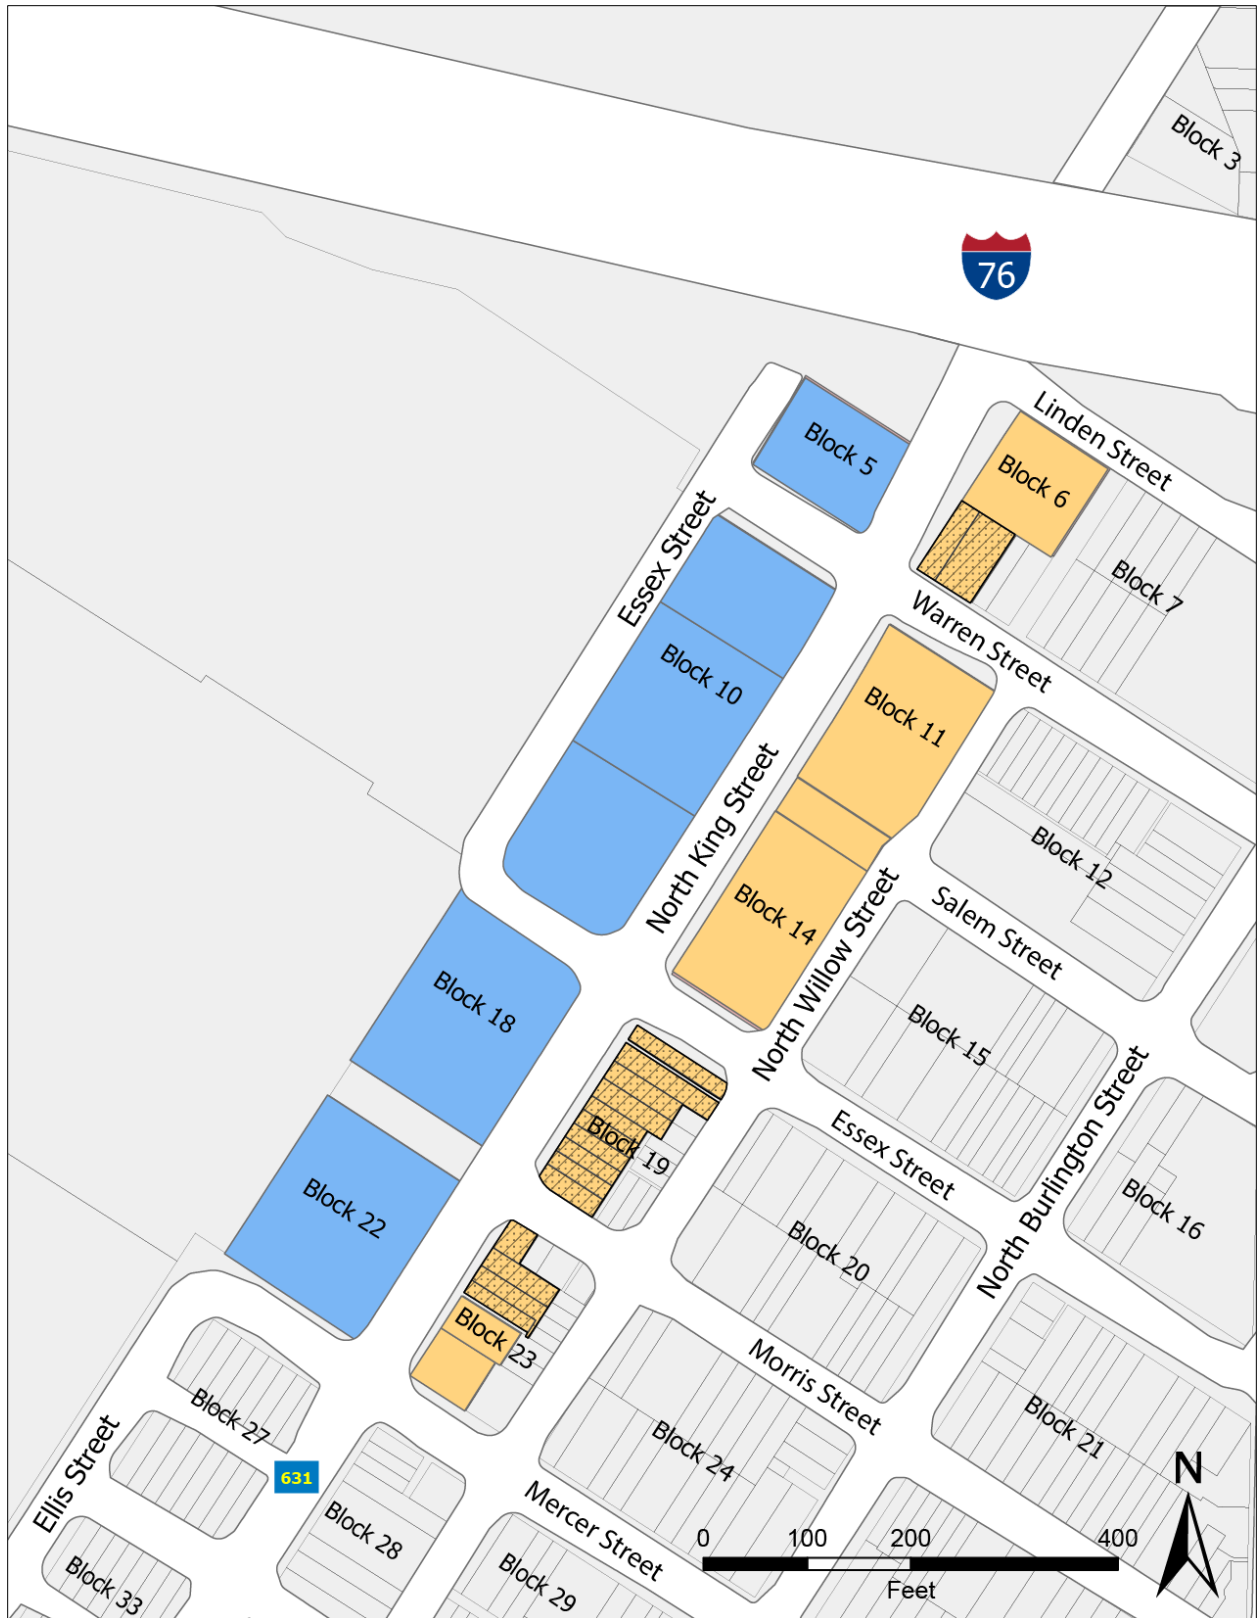 Block 3
76
Linden Street
Block 5
Block 6
Essex Street
Block 7
Warren Street
Block 10
Block 11
North King Street
Block 12
Block 14
North Willow Street
Salem Street
Block 18
Block 15
North Burlington Street
Block 19
Essex Street
Block 16
Block 22
Block 20
Block 23
Morris Street
Block 27
Block 21
Block 24
Ellis Street
631
N
Mercer Street
Block 28
0 100 200 400
Feet
Block 29
Block 33